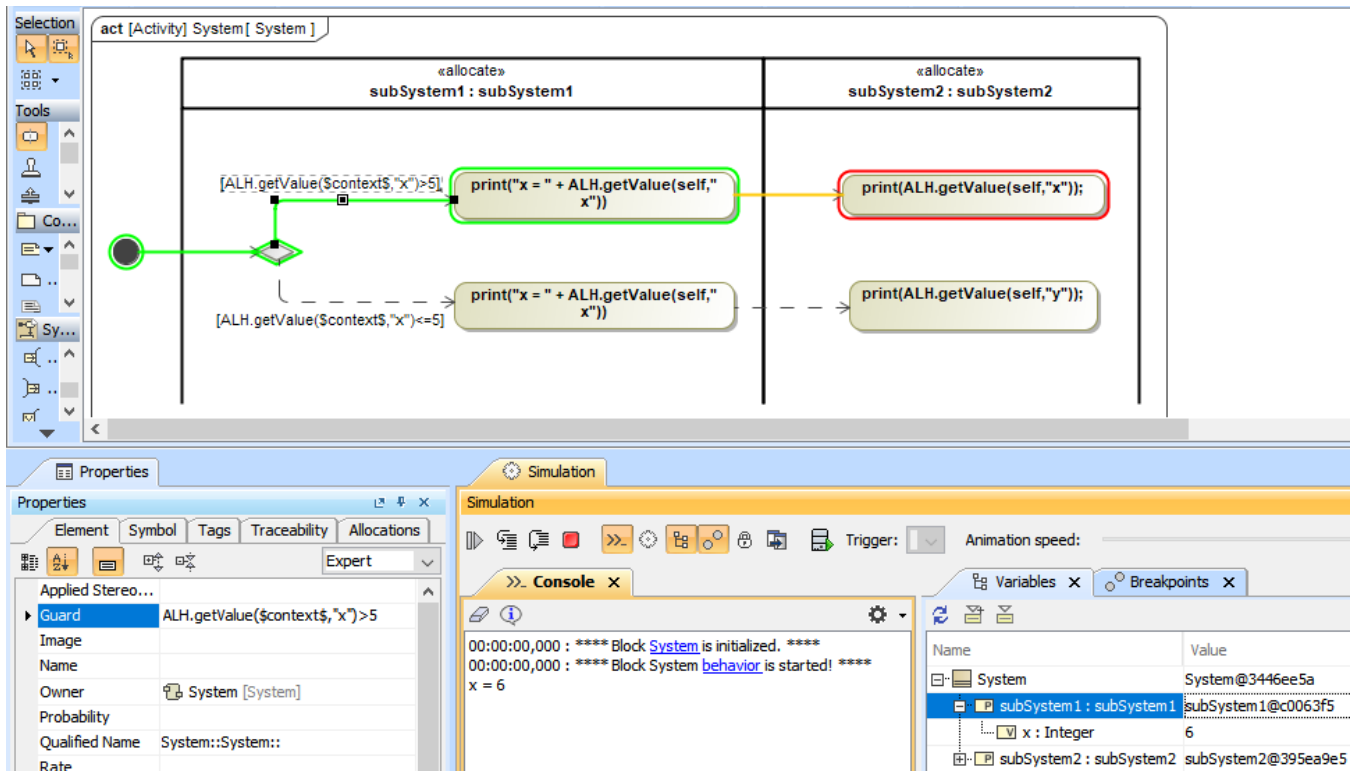 Selection
act [Activity] System[ System ]
«allocate»
subSystem1 : subSystem1
«allocate»
subSystem2 : subSystem2
Tools
[ALH.getValue($context$,"x")>5]
print("x = " + ALH.getValue(self,"
x"))
print(ALH.getValue(self,"x"));
Co...
print("x = " + ALH.getValue(self,"
x"))
print(ALH.getValue(self,"y"));
[ALH.getValue($context$,"x")<=5]
Sy...
Properties
Simulation
Properties
Simulation
Element Symbol Tags Traceability Allocations
Trigger:
Animation speed:
Expert
Console
Variables
Breakpoints
Applied Stereo...
Guard ALH.getValue($context$,"x")>5
Image
Name
Owner System [System]
Probability
Qualified Name System::System::
Rate
00:00:00,000 : **** Block System is initialized. ****
00:00:00,000 : **** Block System behavior is started! ****
x = 6
Name Value
System System@3446ee5a
subSystem1 : subSystem1 subSystem1@c0063f5
x : Integer 6
subSystem2 : subSystem2 subSystem2@395ea9e5